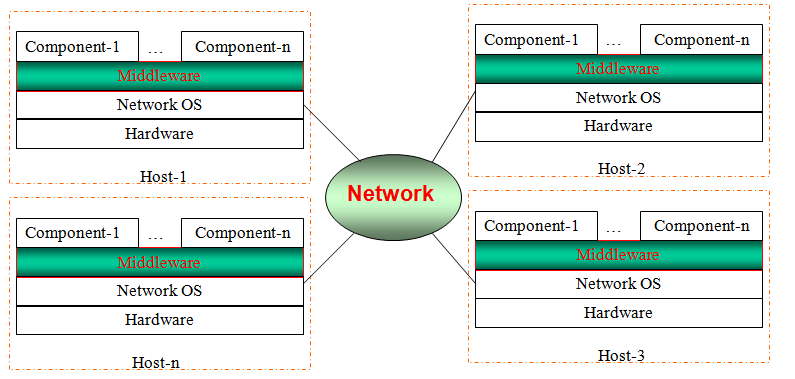 Component-1 … Component-n
Middleware
Network OS
Hardware
Host-1
Component-1 … Component-n
Middleware
Network OS
Hardware
Host-2
Network
Component-1 … Component-n
Middleware
Network OS
Hardware
Host-n
Component-1 … Component-n
Middleware
Network OS
Hardware
Host-3